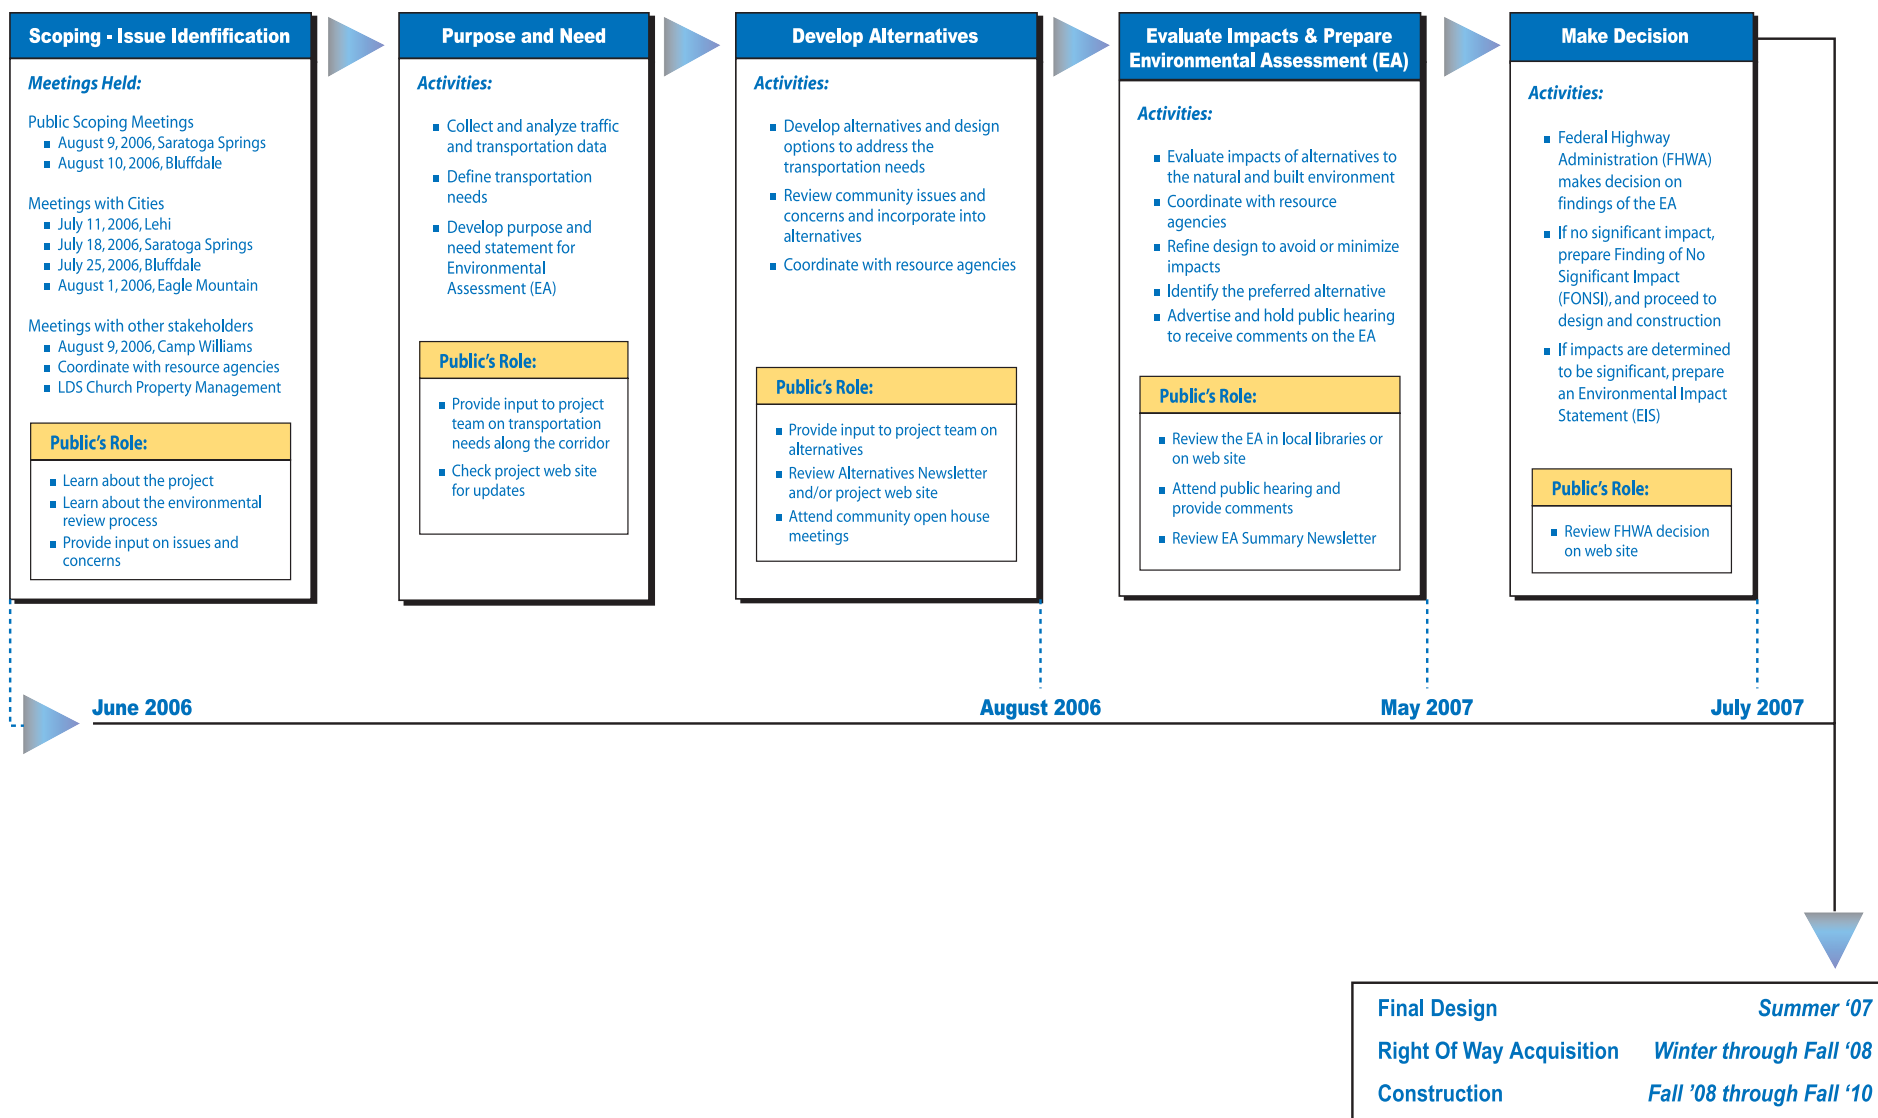 Scoping - Issue Idenfification
Meetings Held:
Public Scoping Meetings
▪ August 9, 2006, Saratoga Springs
▪ August 10, 2006, Bluffdale
Meetings with Cities
▪ July 11, 2006, Lehi
▪ July 18, 2006, Saratoga Springs
▪ July 25, 2006, Bluffdale
▪ August 1, 2006, Eagle Mountain
Meetings with other stakeholders
▪ August 9, 2006, Camp Williams
▪ Coordinate with resource agencies
▪ LDS Church Property Management
Public's Role:
▪ Learn about the project
▪ Learn about the environmental
review process
▪ Provide input on issues and
concerns
Purpose and Need
Activities:
▪ Collect and analyze traffic
and transportation data
▪ Define transportation
needs
▪ Develop purpose and
need statement for
Environmental
Assessment (EA)
Public's Role:
▪ Provide input to project
team on transportation
needs along the corridor
▪ Check project web site
for updates
Develop Alternatives
Activities:
▪ Develop alternatives and design
options to address the
transportation needs
▪ Review community issues and
concerns and incorporate into
alternatives
▪ Coordinate with resource agencies
Public's Role:
▪ Provide input to project team on
alternatives
▪ Review Alternatives Newsletter
and/or project web site
▪ Attend community open house
meetings
Evaluate Impacts & Prepare
Environmental Assessment (EA)
Activities:
▪ Evaluate impacts of alternatives to
the natural and built environment
▪ Coordinate with resource
agencies
▪ Refine design to avoid or minimize
impacts
▪ Identify the preferred alternative
▪ Advertise and hold public hearing
to receive comments on the EA
Public's Role:
▪ Review the EA in local libraries or
on web site
▪ Attend public hearing and
provide comments
▪ Review EA Summary Newsletter
Make Decision
Activities:
▪ Federal Highway
Administration (FHWA)
makes decision on
findings of the EA
▪ If no significant impact,
prepare Finding of No
Significant Impact
(FONSI), and proceed to
design and construction
▪ If impacts are determined
to be significant, prepare
an Environmental Impact
Statement (EIS)
Public's Role:
▪ Review FHWA decision
on web site
June 2006
August 2006
May 2007
July 2007
Final Design Summer ‘07
Right Of Way Acquisition Winter through Fall ‘08
Construction Fall ’08 through Fall ‘10